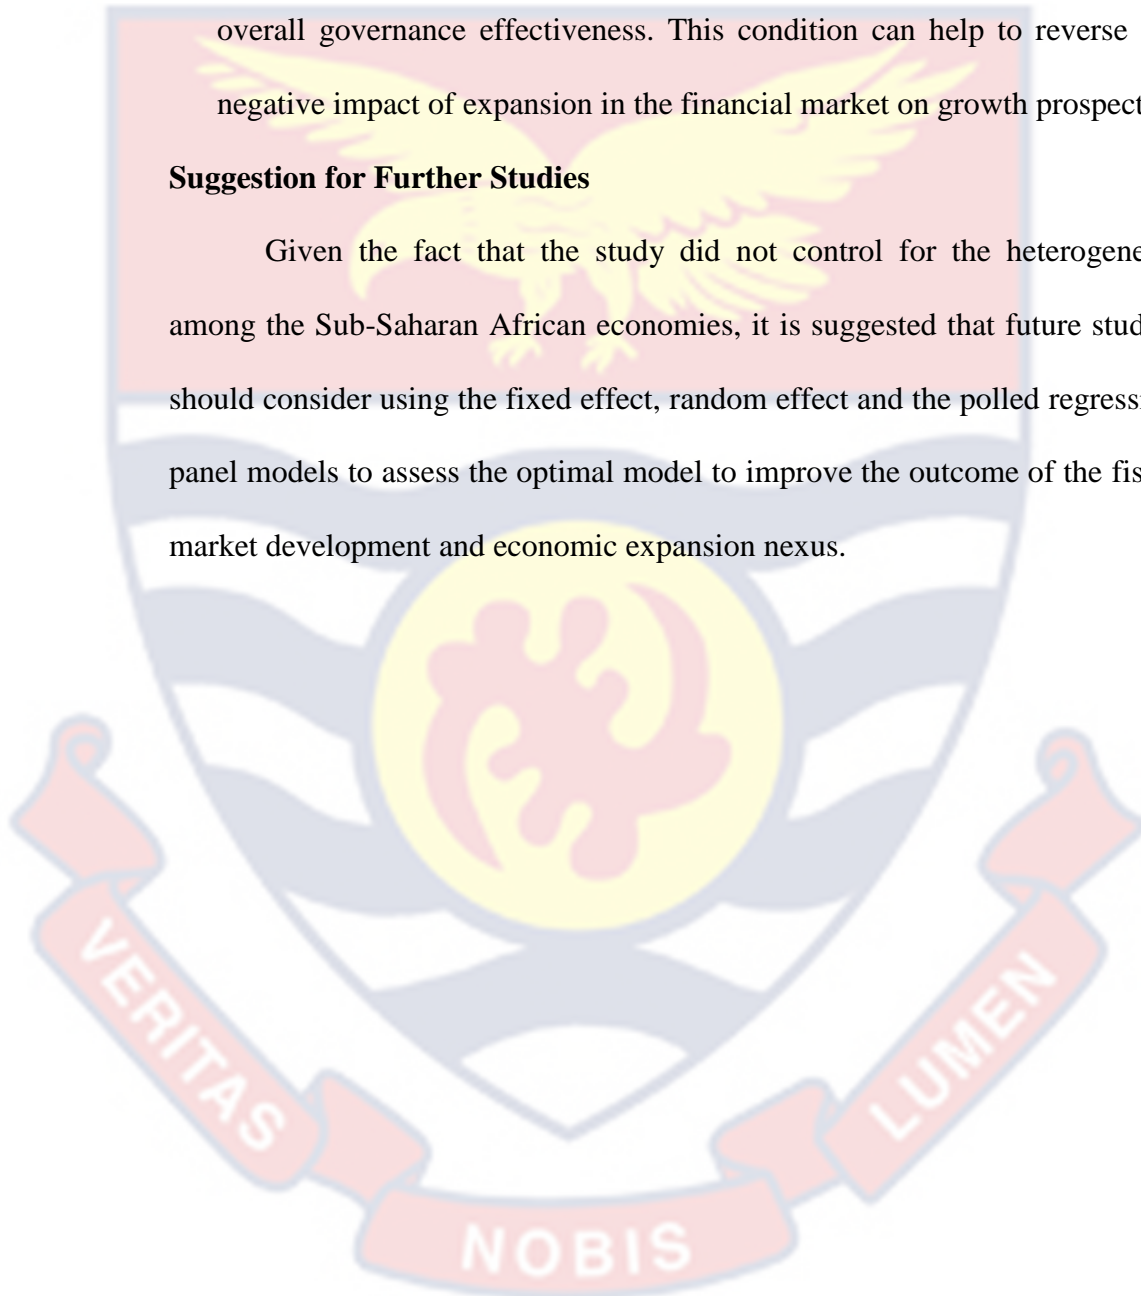 overall governance effectiveness. This condition can help to reverse
negative impact of expansion in the financial market on growth prospect
Suggestion for Further Studies
Given the fact that the study did not control for the heterogene
among the Sub-Saharan African economies, it is suggested that future stud
should consider using the fixed effect, random effect and the polled regress
panel models to assess the optimal model to improve the outcome of the fis
market development and economic expansion nexus.
VERITAS
NOBIS
LUMEN